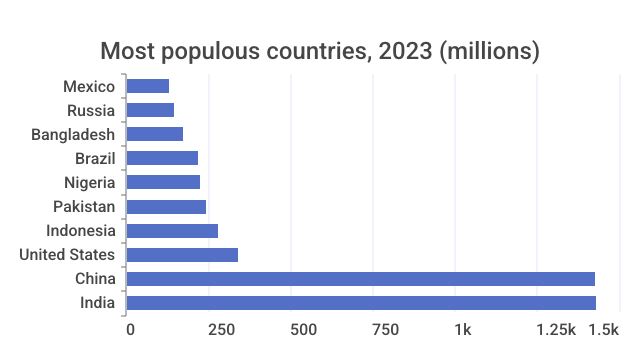 Most populous countries, 2023 (millions)
Mexico
Russia
Bangladesh
Brazil
Nigeria
Pakistan
Indonesia
United States
China
India
0 250 500 750 1k 1.25k 1.5k